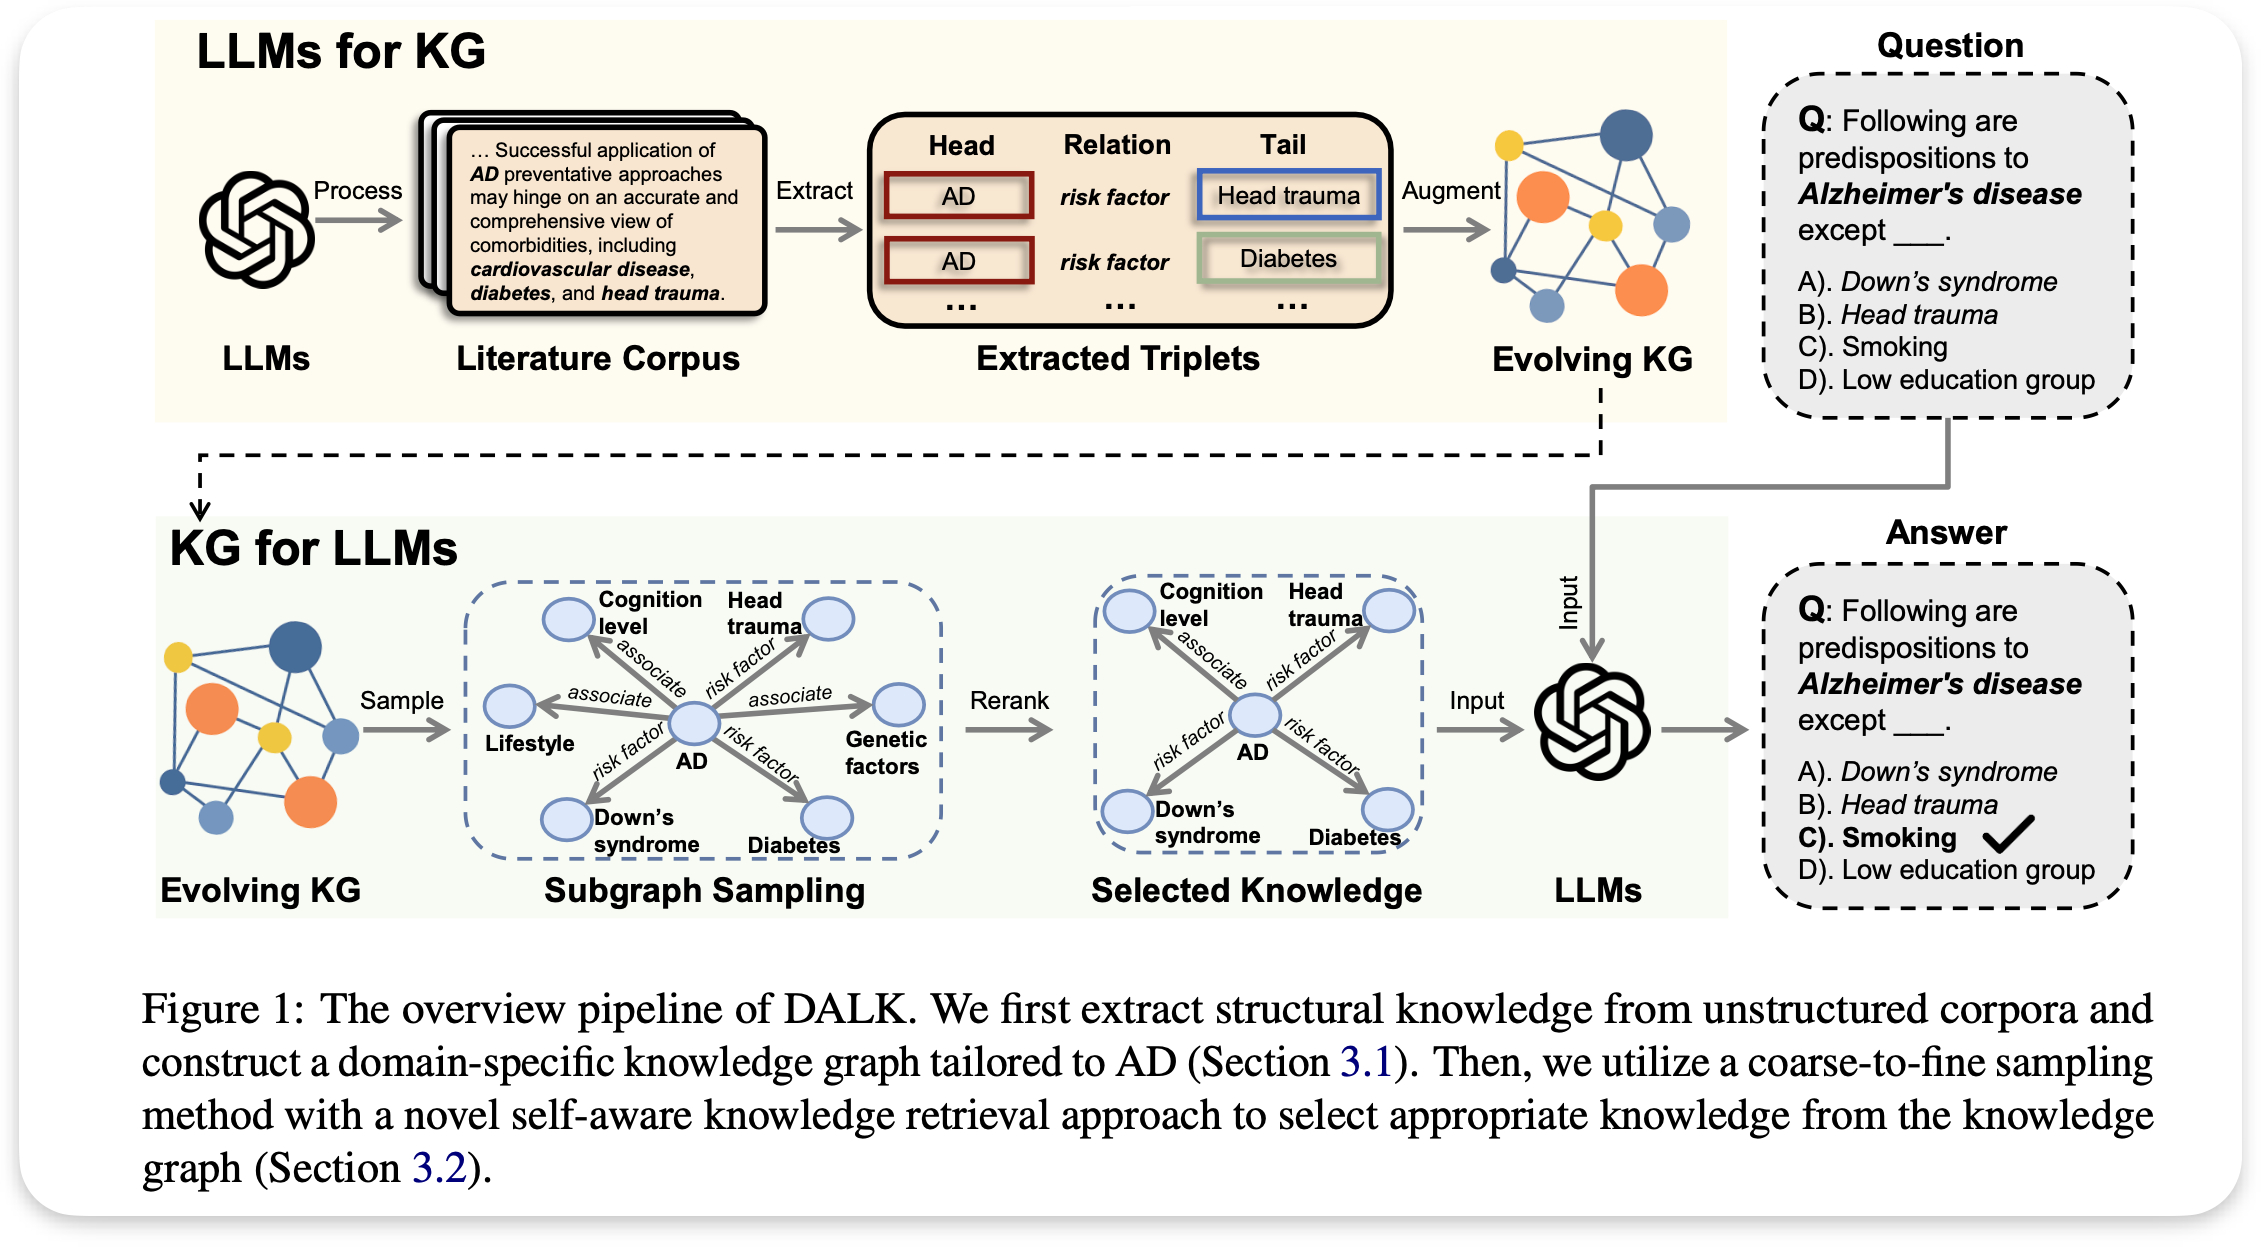 LLMs for KG
Process
LLMs
… Successful application of
AD preventative approaches
may hinge on an accurate and
comprehensive view of
comorbidities, including
cardiovascular disease,
diabetes, and head trauma.
Literature Corpus
Extract
Head Relation Tail
AD risk factor Head trauma
AD risk factor Diabetes
... ... ...
Extracted Triplets
Augment
Evolving KG
Question
Q: Following are
predispositions to
Alzheimer's disease
except ___.
A). Down's syndrome
B). Head trauma
C). Smoking
D). Low education group
KG for LLMs
Evolving KG
Sample
Cognition
level
Head
trauma
associate
risk factor
associate
associate
Lifestyle
AD
Genetic
factors
risk factor
risk factor
Down's
syndrome
Diabetes
Subgraph Sampling
Rerank
Cognition
level
Head
trauma
associate
risk factor
AD
risk factor
risk factor
Down's
syndrome
Diabetes
Selected Knowledge
Input
Input
LLMs
Answer
Q: Following are
predispositions to
Alzheimer's disease
except ___.
A). Down's syndrome
B). Head trauma
C). Smoking
D). Low education group
Figure 1: The overview pipeline of DALK. We first extract structural knowledge from unstructured corpora and
construct a domain-specific knowledge graph tailored to AD (Section 3.1). Then, we utilize a coarse-to-fine sampling
method with a novel self-aware knowledge retrieval approach to select appropriate knowledge from the knowledge
graph (Section 3.2).